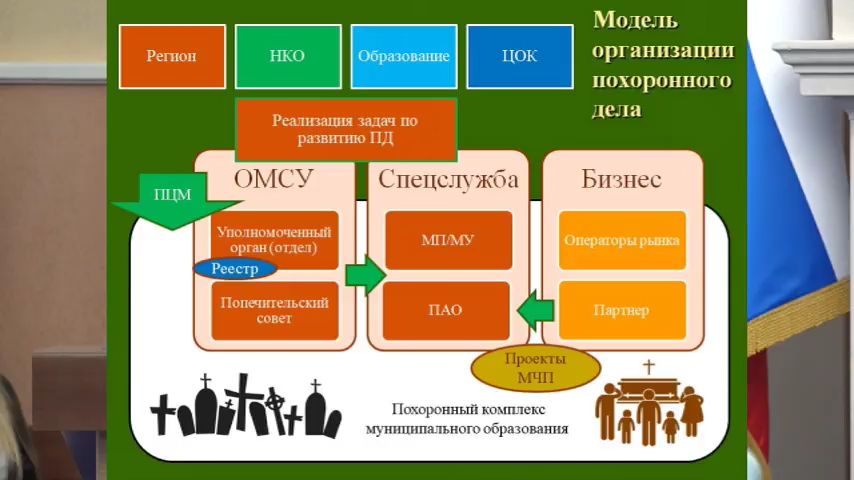 Модель
организации
похоронного
дела
Регион
НКО
Образование
ЦОК
Реализация задач по
развитию ПД
ПЦМ
ОМСУ
Спецслужба
Бизнес
Уполномоченный
орган (отдел)
Реестр
Попечительский
совет
МП/МУ
ПАО
Операторы рынка
Партнер
Проекты
МЧП
Похоронный комплекс
муниципального образования